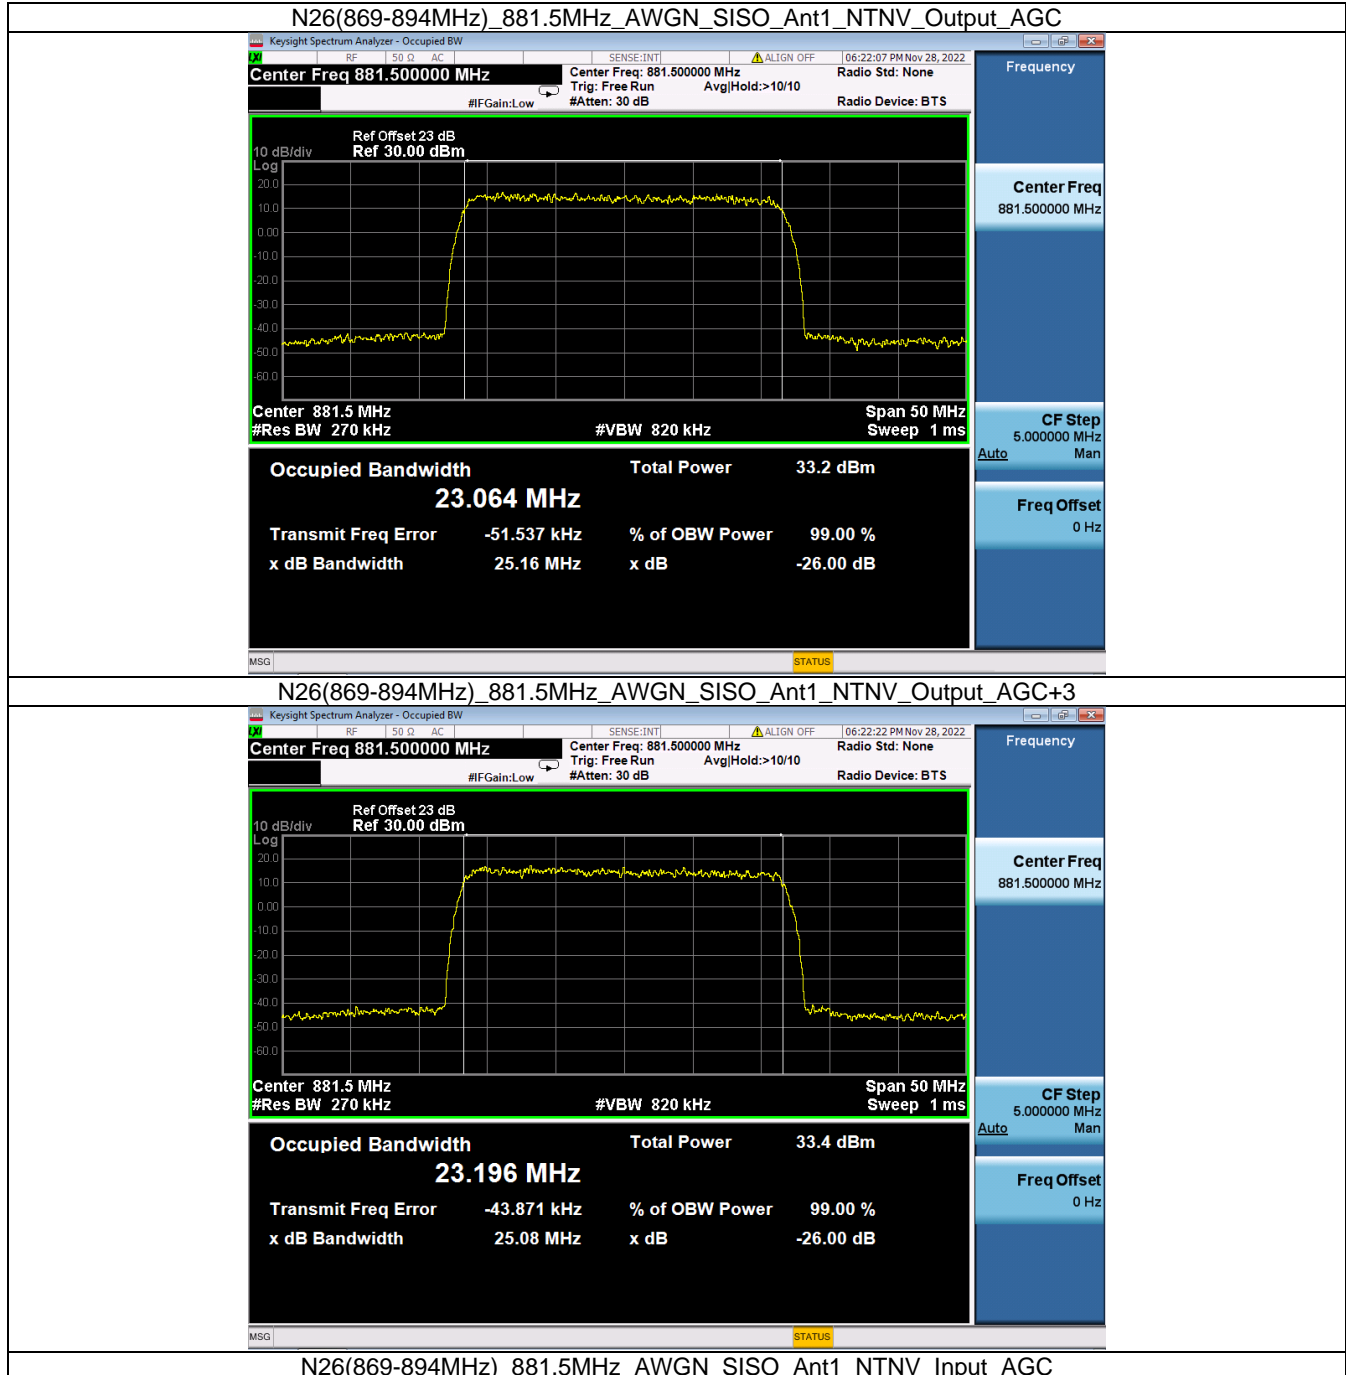 N26(869-894MHz)_881.5MHz_AWGN_SISO_Ant1_NTNV_Output_AGC
Keysight Spectrum Analyzer - Occupied BW
LXI RF 50 Ω AC SENSE:INT ALIGN OFF 06:22:07 PM Nov 28, 2022
Center Freq 881.500000 MHz
Center Freq: 881.500000 MHz Radio Std: None
Trig: Free Run Avg|Hold:>10/10
#IFGain:Low #Atten: 30 dB Radio Device: BTS
Frequency
Ref Offset 23 dB
10 dB/div Ref 30.00 dBm
Log
20.0
10.0
0.00
-10.0
-20.0
-30.0
-40.0
-50.0
-60.0
Center 881.5 MHz Span 50 MHz
#Res BW 270 kHz #VBW 820 kHz Sweep 1 ms
Center Freq
881.500000 MHz
CF Step
5.000000 MHz
Auto Man
Freq Offset
0 Hz
Occupied Bandwidth Total Power 33.2 dBm
23.064 MHz
Transmit Freq Error -51.537 kHz % of OBW Power 99.00 %
x dB Bandwidth 25.16 MHz x dB -26.00 dB
MSG STATUS
N26(869-894MHz)_881.5MHz_AWGN_SISO_Ant1_NTNV_Output_AGC+3
Keysight Spectrum Analyzer - Occupied BW
LXI RF 50 Ω AC SENSE:INT ALIGN OFF 06:22:22 PM Nov 28, 2022
Center Freq 881.500000 MHz
Center Freq: 881.500000 MHz Radio Std: None
Trig: Free Run Avg|Hold:>10/10
#IFGain:Low #Atten: 30 dB Radio Device: BTS
Frequency
Ref Offset 23 dB
10 dB/div Ref 30.00 dBm
Log
20.0
10.0
0.00
-10.0
-20.0
-30.0
-40.0
-50.0
-60.0
Center 881.5 MHz Span 50 MHz
#Res BW 270 kHz #VBW 820 kHz Sweep 1 ms
Center Freq
881.500000 MHz
CF Step
5.000000 MHz
Auto Man
Freq Offset
0 Hz
Occupied Bandwidth Total Power 33.4 dBm
23.196 MHz
Transmit Freq Error -43.871 kHz % of OBW Power 99.00 %
x dB Bandwidth 25.08 MHz x dB -26.00 dB
MSG STATUS
N26(869-894MHz)_881.5MHz_AWGN_SISO_Ant1_NTNV_Input_AGC